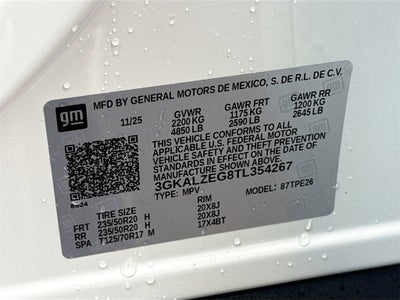 gm
MFD BY GENERAL MOTORS DE MEXICO, S. DE R.L. DE C.V.
11/25 GVWR GAWR FRT GAWR RR
2200 KG 1175 KG 1200 KG
4850 LB 2590 LB 2645 LB
THIS VEHICLE CONFORMS TO ALL APPLICABLE
U.S. FEDERAL MOTOR
VEHICLE SAFETY, BUMPER, AND THEFT PREVENTION
STANDARDS IN EFFECT ON THE DATE OF
MANUFACTURE SHOWN ABOVE.
3GKALZEG8TL354267
TYPE: MPV MODEL: 87TPE26
TIRE SIZE RIM
FRT 235/50R20 H 20X8J
RR 235/50R20 H 20X8J
SPA T125/70R17 M 17X4BT